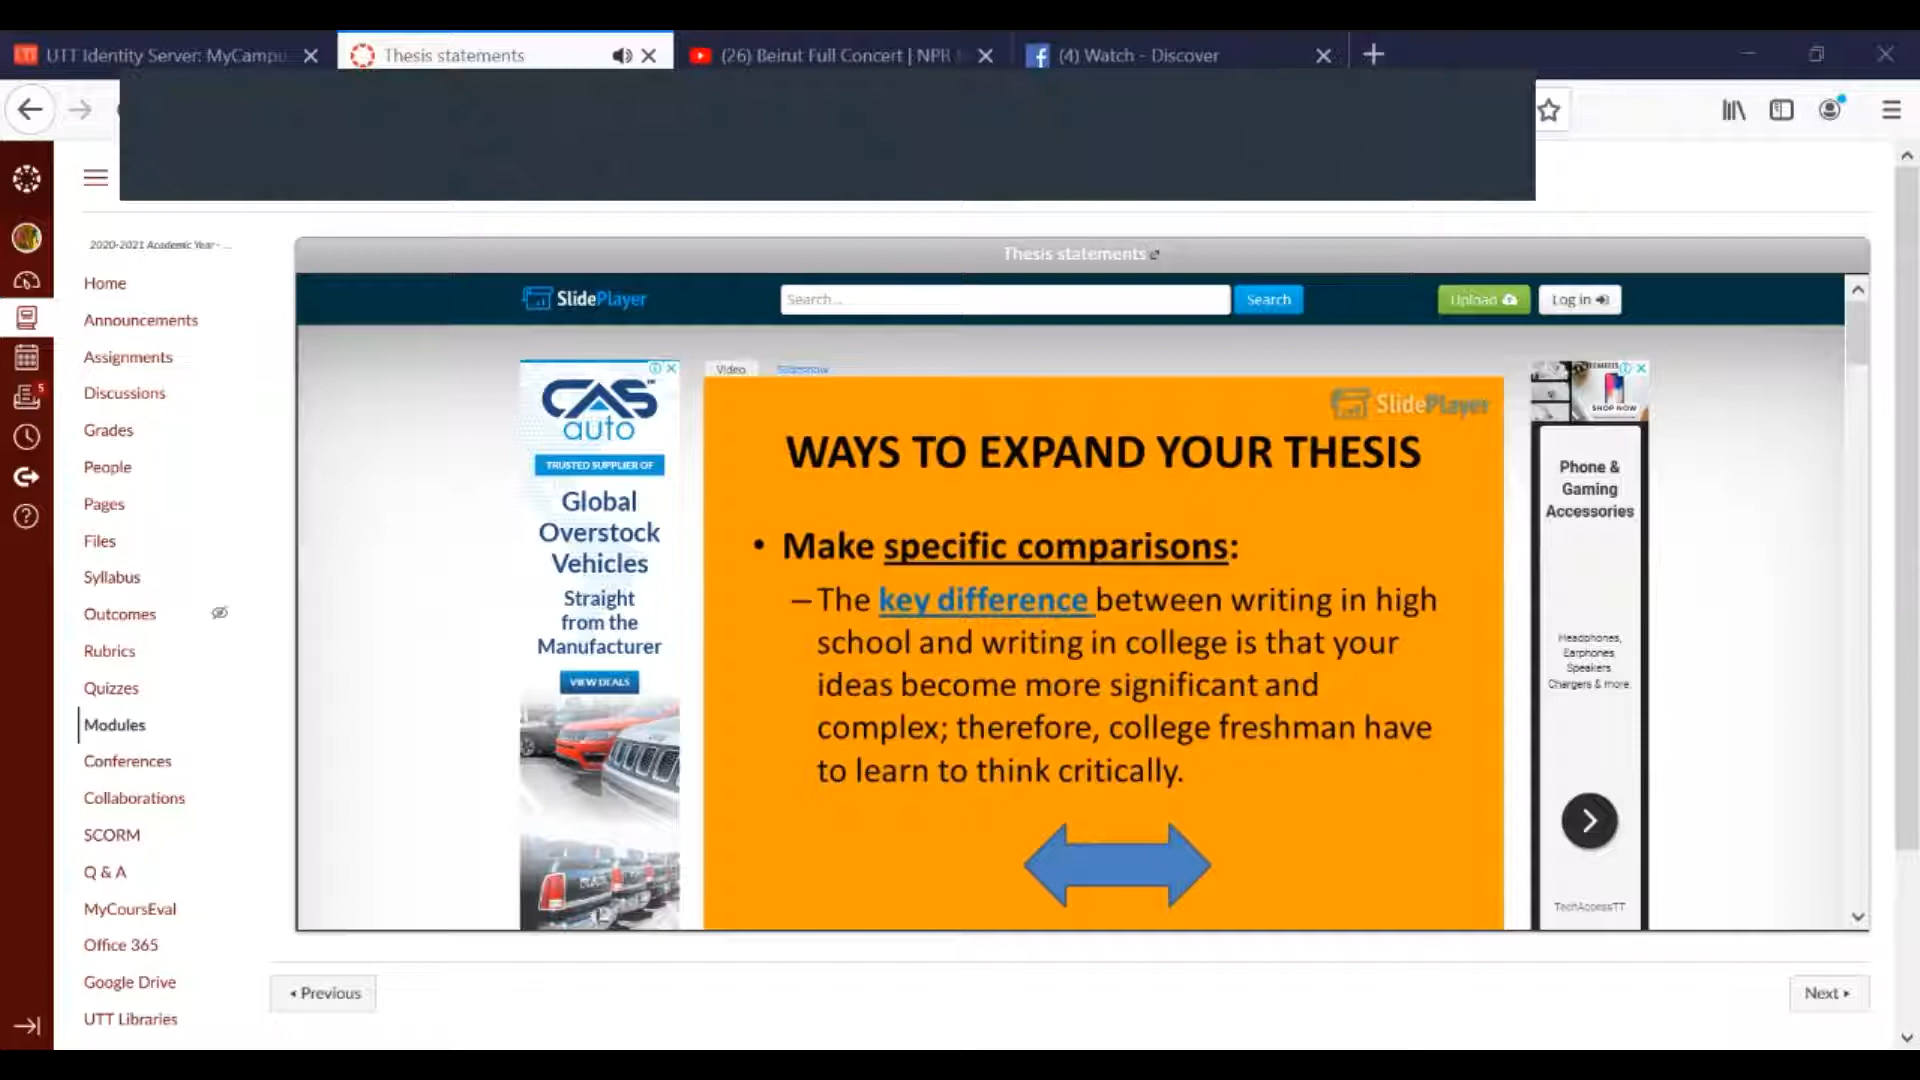 UTT Identity Server: MyCampu
Thesis statements
(26) Beirut Full Concert | NPR
(4) Watch - Discover
2020-2021 Academic Year - ...
Home
Announcements
Assignments
Discussions
Grades
People
Pages
Files
Syllabus
Outcomes
Rubrics
Quizzes
Modules
Conferences
Collaborations
SCORM
Q & A
MyCoursEval
Office 365
Google Drive
UTT Libraries
5
Thesis statements
SlidePlayer
Search...
Search
Upload
Log in
CAS
auto
TRUSTED SUPPLIER OF
Global
Overstock
Vehicles
Straight
from the
Manufacturer
VIEW DEALS
Video
Slideshow
SlidePlayer
WAYS TO EXPAND YOUR THESIS
• Make specific comparisons:
– The key difference between writing in high
school and writing in college is that your
ideas become more significant and
complex; therefore, college freshman have
to learn to think critically.
SHOP NOW
Phone &
Gaming
Accessories
Headphones,
Earphones
Speakers
Chargers & more
TechAccessTT
Previous
Next